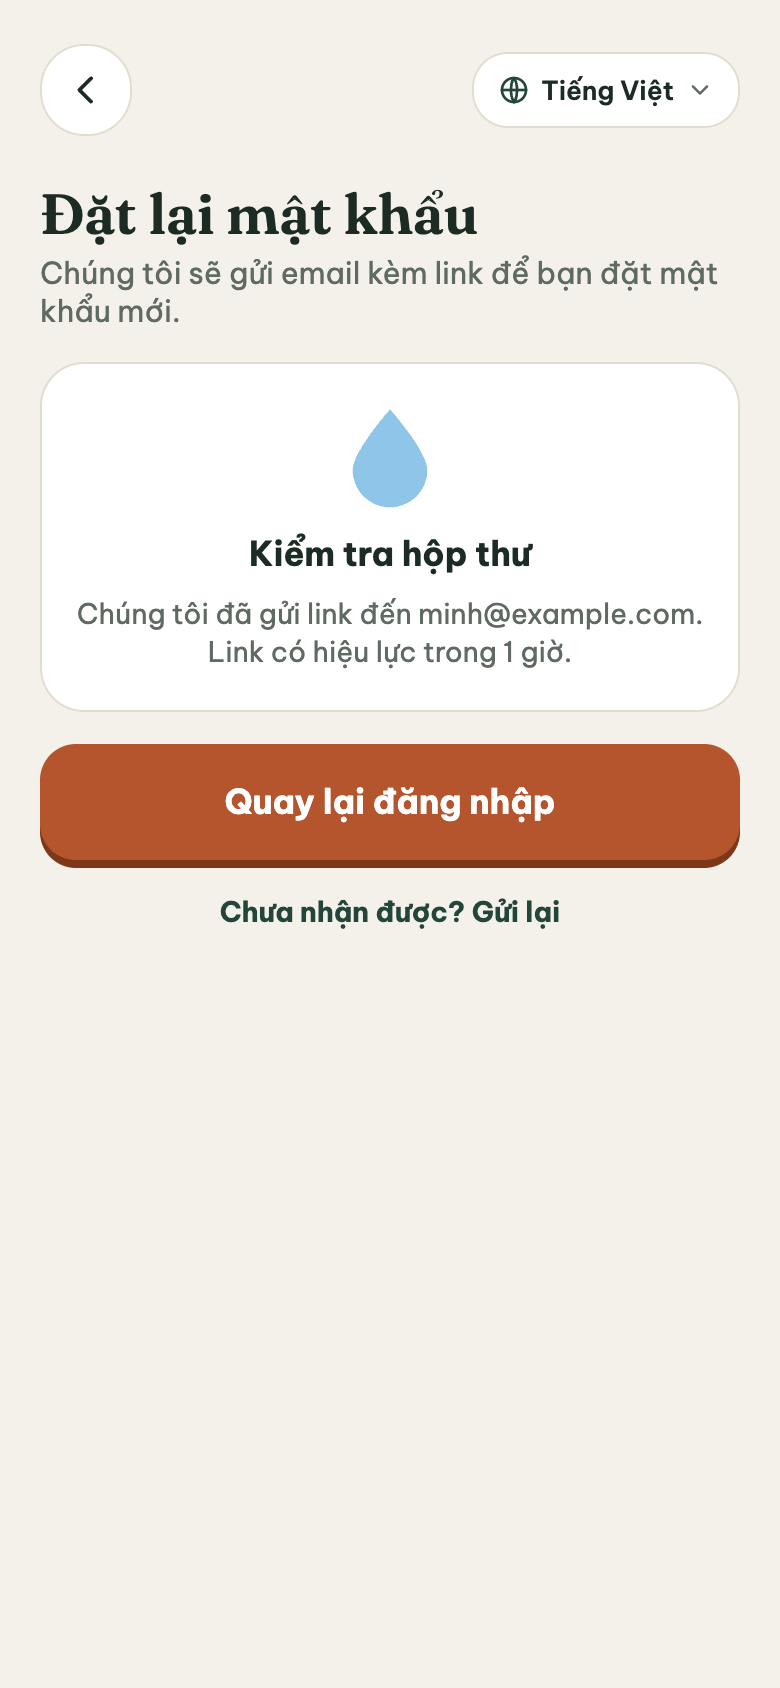 Tiếng Việt
Đặt lại mật khẩu
Chúng tôi sẽ gửi email kèm link để bạn đặt mật
khẩu mới.
Kiểm tra hộp thư
Chúng tôi đã gửi link đến minh@example.com.
Link có hiệu lực trong 1 giờ.
Quay lại đăng nhập
Chưa nhận được? Gửi lại